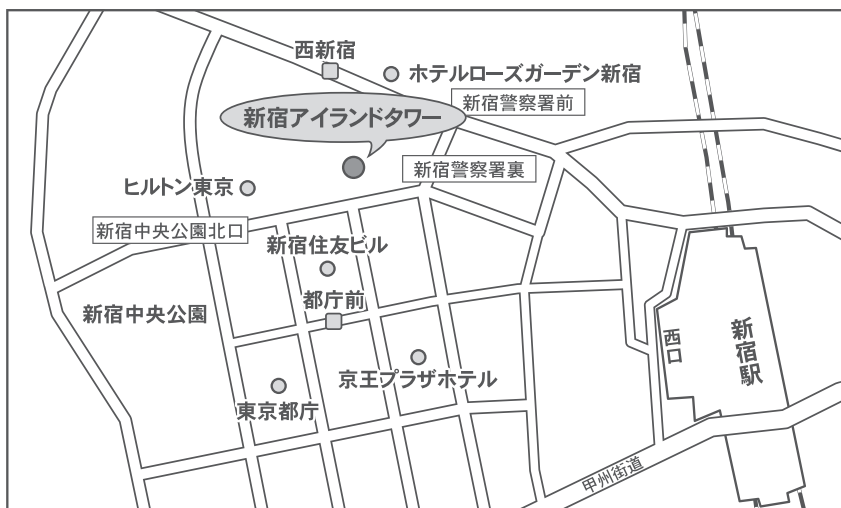 西新宿
ホテルローズガーデン新宿
新宿警察署前
新宿アイランドタワー
新宿警察署裏
ヒルトン東京
新宿中央公園北口
新宿住友ビル
都庁前
新宿中央公園
西口
新宿駅
京王プラザホテル
東京都庁
甲州街道